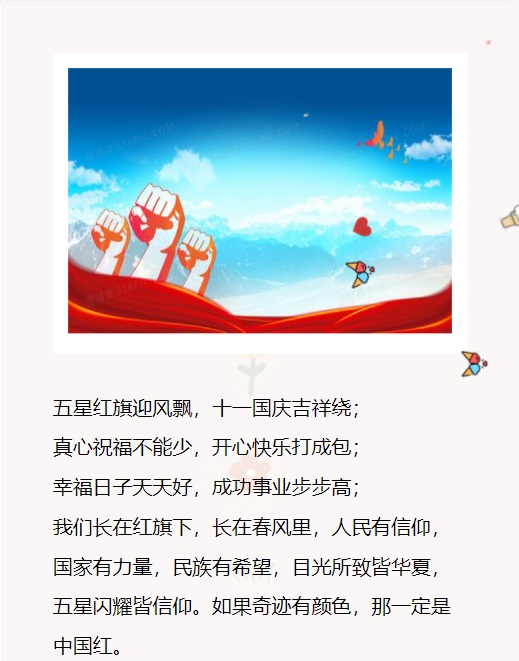 五星红旗迎风飘，十一国庆吉祥绕；
真心祝福不能少，开心快乐打成包；
幸福日子天天好，成功事业步步高；
我们长在红旗下，长在春风里，人民有信仰，
国家有力量，民族有希望，目光所致皆华夏，
五星闪耀皆信仰。如果奇迹有颜色，那一定是
中国红。